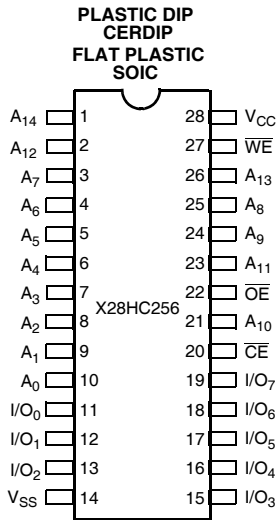 PLASTIC DIP
CERDIP
FLAT PLASTIC
SOIC
A14 1 28 VCC
A12 2 27 WE
A7 3 26 A13
A6 4 25 A8
A5 5 24 A9
A4 6 23 A11
A3 7 22 OE
X28HC256
A2 8 21 A10
A1 9 20 CE
A0 10 19 I/O7
I/O0 11 18 I/O6
I/O1 12 17 I/O5
I/O2 13 16 I/O4
VSS 14 15 I/O3